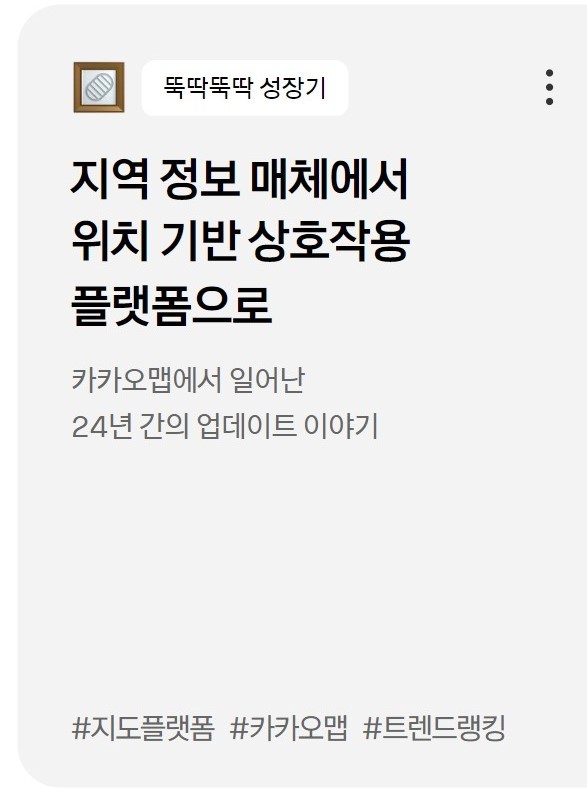 뚝딱뚝딱 성장기
지역 정보 매체에서
위치 기반 상호작용
플랫폼으로
카카오맵에서 일어난
24년 간의 업데이트 이야기
#지도플랫폼 #카카오맵 #트렌드랭킹